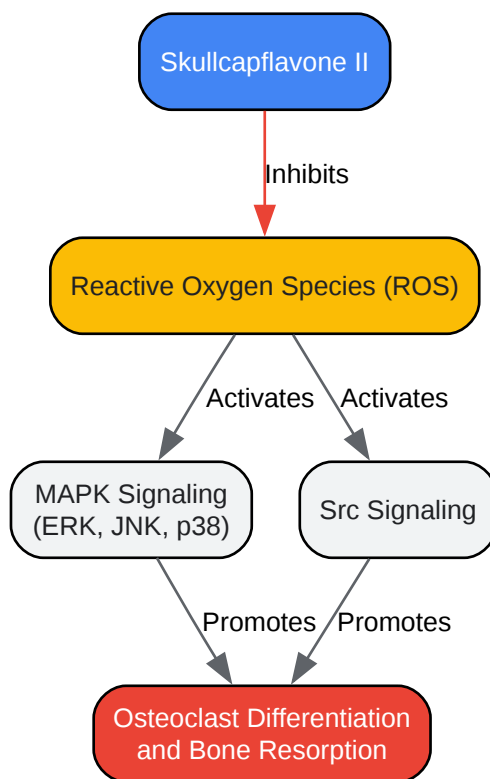 Skullcapflavone II
Inhibits
Reactive Oxygen Species (ROS)
Activates
Activates
MAPK Signaling
(ERK, JNK, p38)
Src Signaling
Promotes
Promotes
Osteoclast Differentiation
and Bone Resorption